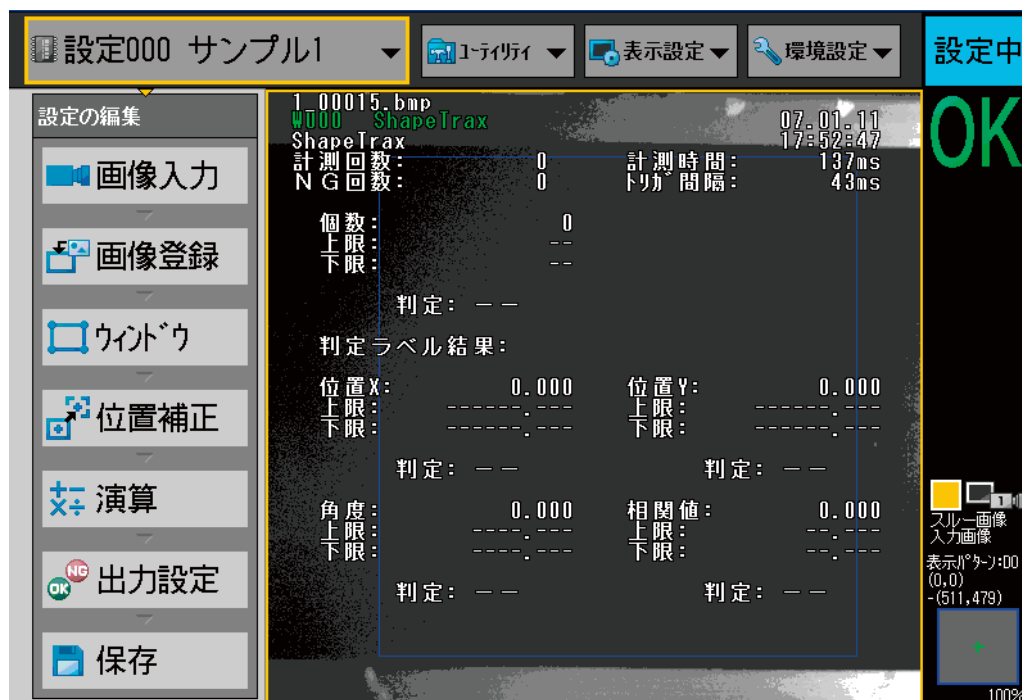 設定000 サンプル1
ユーティリティ
表示設定
環境設定
設定中
設定の編集
画像入力
画像登録
ウィンドウ
位置補正
演算
出力設定
保存
1_00015.bmp
WU00 ShapeTrax
07.01.11
ShapeTrax
17:52:47
計測回数: 0 計測時間: 137ms
NG回数: 0 トリガ間隔: 43ms
個数: 0
上限: --
下限: --
判定: --
判定ラベル結果:
位置X: 0.000 位置Y: 0.000
上限: ------.--- 上限: ------.---
下限: ------.--- 下限: ------.---
判定: -- 判定: --
角度: 0.000 相関値: 0.000
上限: ----.--- 上限: --.---
下限: ----.--- 下限: --.---
判定: -- 判定: --
OK
1
スルー画像
入力画像
表示パターン:D0
(0,0)
-(511,479)
100%